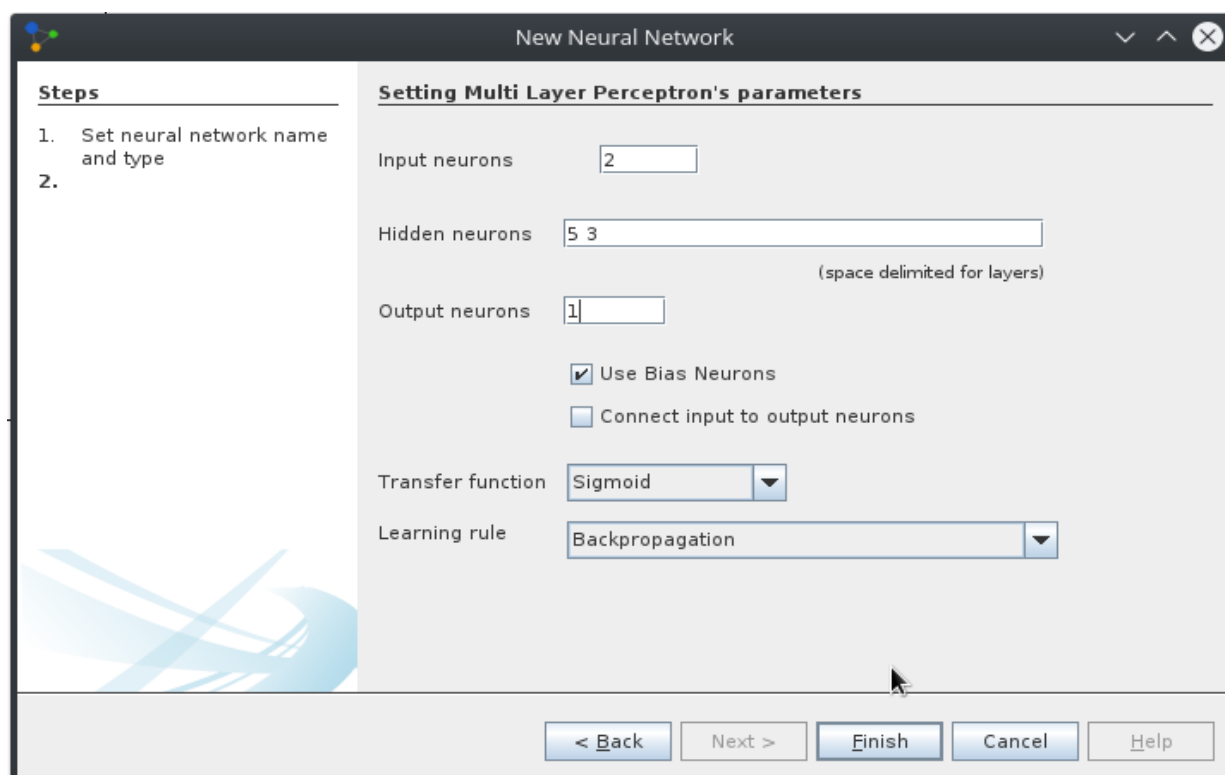 New Neural Network
Steps
1. Set neural network name
and type
2.
Setting Multi Layer Perceptron's parameters
Input neurons 2
Hidden neurons 5 3
(space delimited for layers)
Output neurons 1
Use Bias Neurons
Connect input to output neurons
Transfer function Sigmoid
Learning rule Backpropagation
< Back Next > Finish Cancel Help